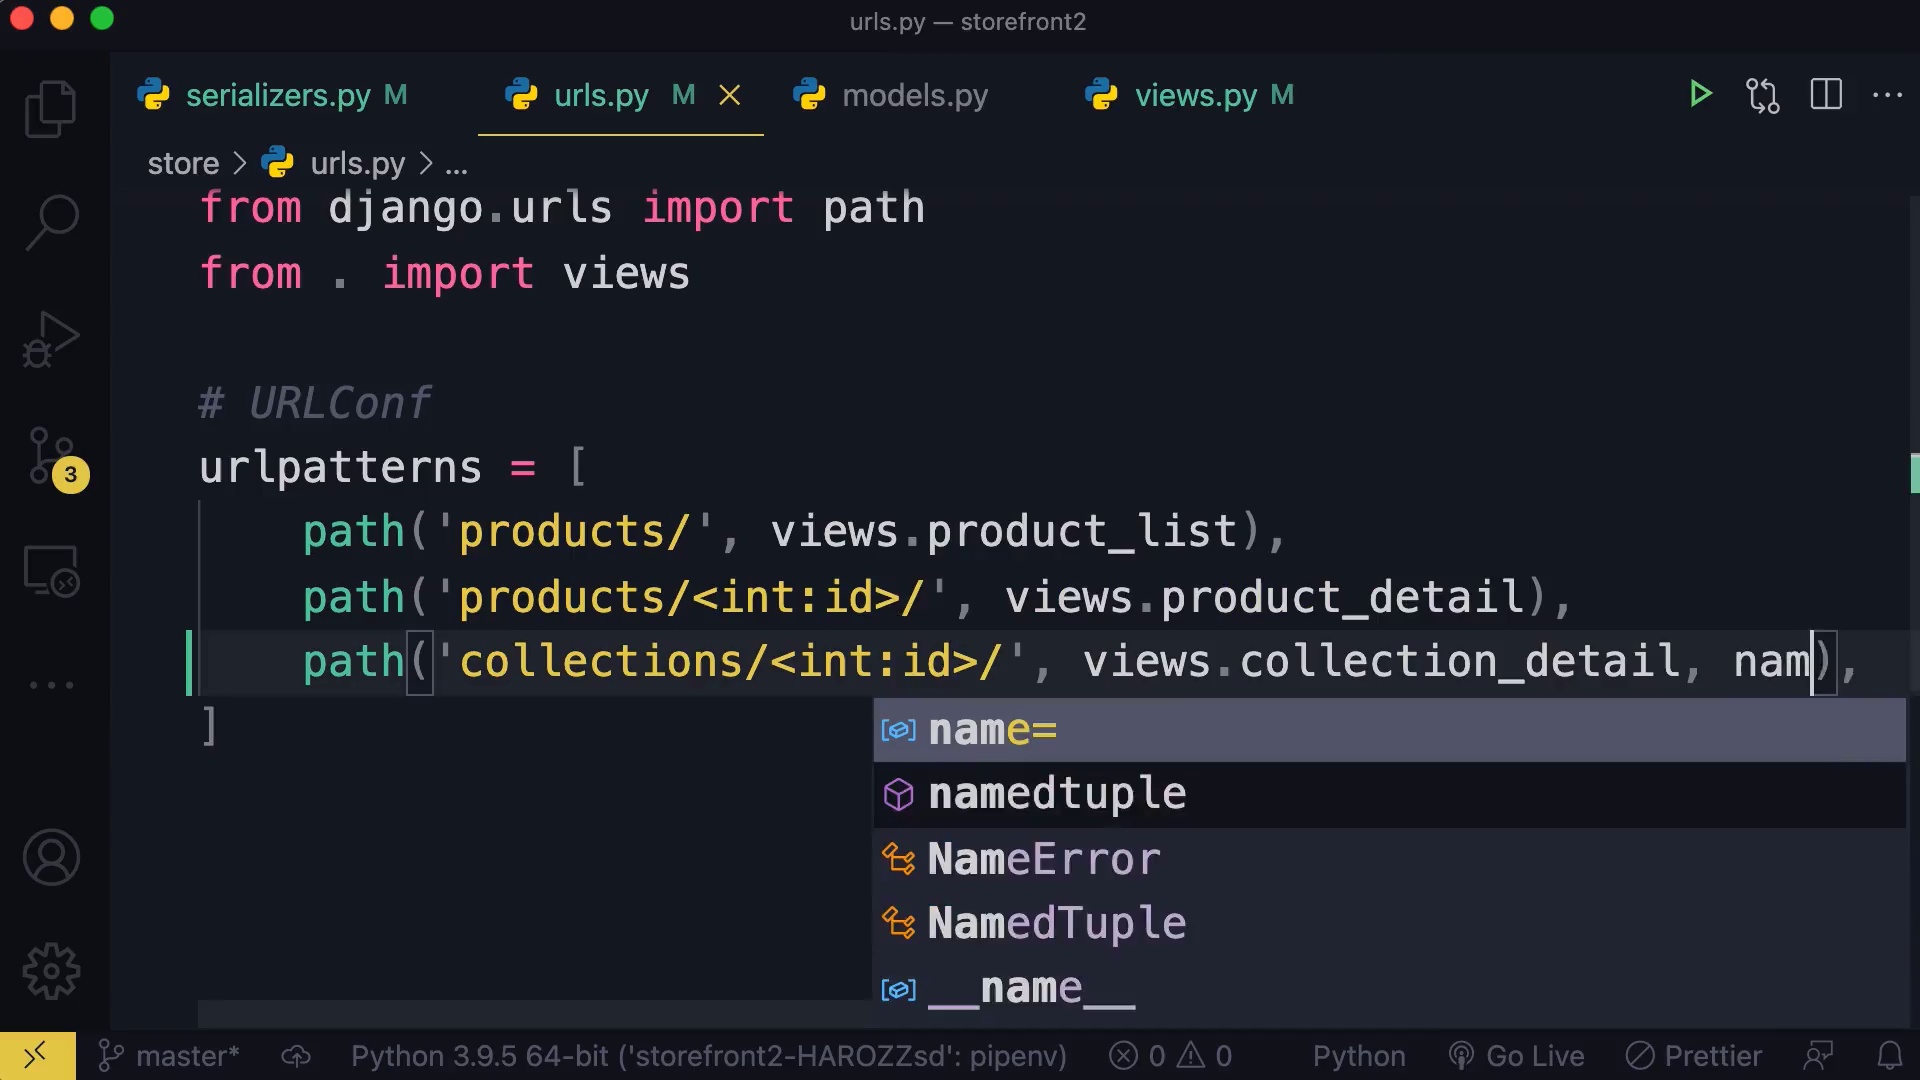 urls.py — storefront2
serializers.py M
urls.py M
models.py
views.py M
store > urls.py > ...
from django.urls import path
from . import views
# URLConf
urlpatterns = [
path('products/', views.product_list),
path('products/<int:id>/', views.product_detail),
path('collections/<int:id>/', views.collection_detail, nam),
]
name=
namedtuple
NameError
NamedTuple
__name__
3
master* Python 3.9.5 64-bit ('storefront2-HAROZZsd': pipenv) 0 0 Python Go Live Prettier